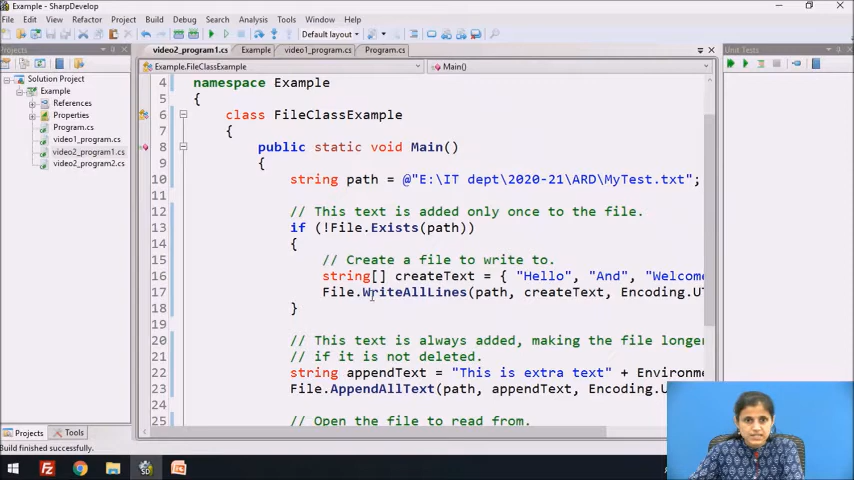 Example - SharpDevelop
File Edit View Refactor Project Build Debug Search Analysis Tools Window Help
Default layout
Projects
video2_program1.cs Example video1_program.cs Program.cs
Unit Tests
Example.FileClassExample Main()
Solution Project
Example
References
Properties
Program.cs
video1_program.cs
video2_program1.cs
video2_program2.cs
4 namespace Example
5 {
6 class FileClassExample
7 {
8 public static void Main()
9 {
10 string path = @"E:\IT dept\2020-21\ARD\MyTest.txt";
11
12 // This text is added only once to the file.
13 if (!File.Exists(path))
14 {
15 // Create a file to write to.
16 string[] createText = { "Hello", "And", "Welcome
17 File.WriteAllLines(path, createText, Encoding.UT
18 }
19
20 // This text is always added, making the file longer
21 // if it is not deleted.
22 string appendText = "This is extra text" + Environme
23 File.AppendAllText(path, appendText, Encoding.U
24
25 // Open the file to read from.
Projects Tools
Build finished successfully.